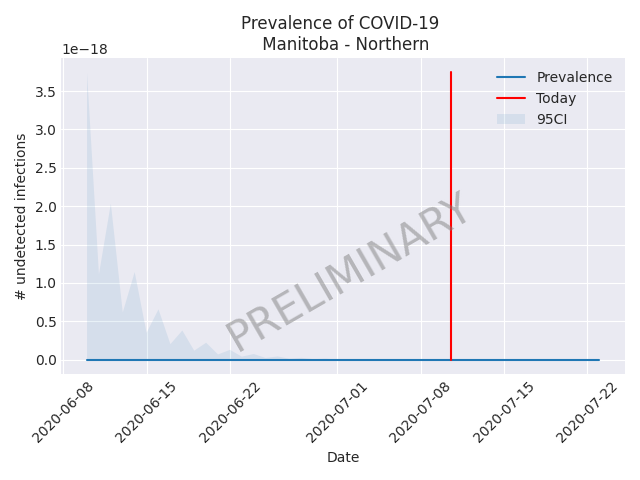 Prevalence of COVID-19
Manitoba - Northern
1e−18
3.5
3.0
2.5
2.0
1.5
1.0
0.5
0.0
# undetected infections
Prevalence
Today
95CI
PRELIMINARY
2020-06-08
2020-06-15
2020-06-22
2020-07-01
2020-07-08
2020-07-15
2020-07-22
Date